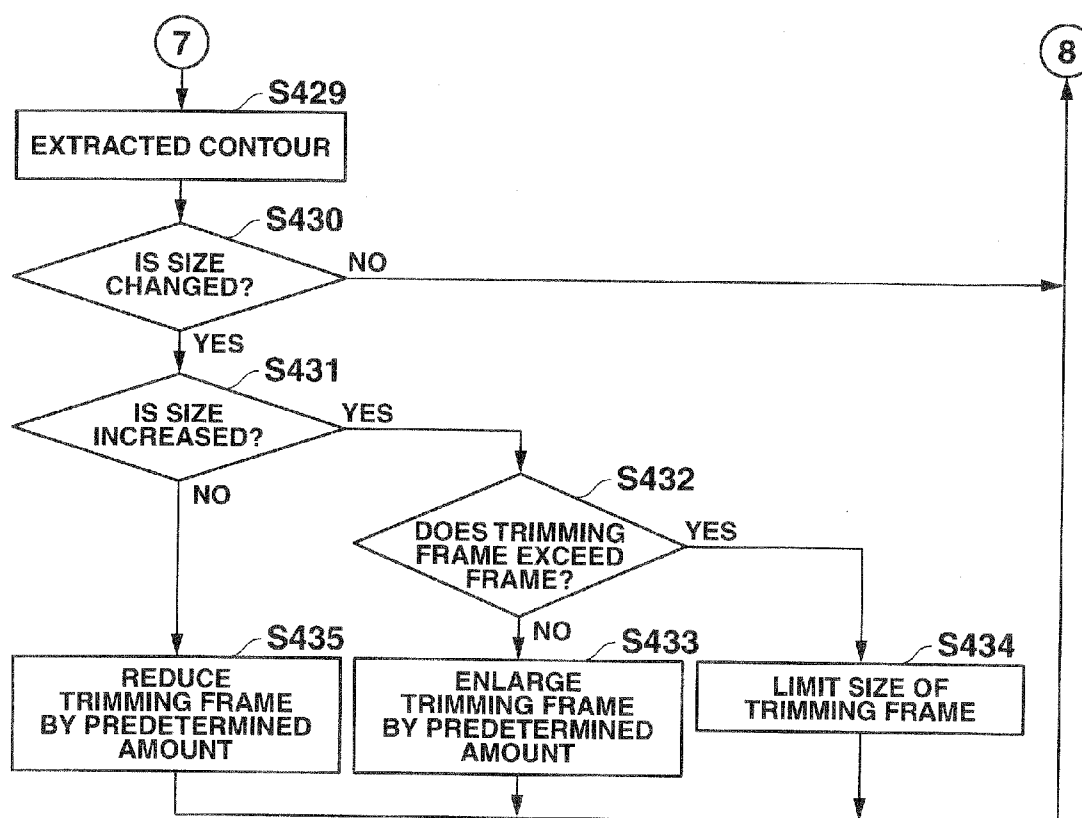 7
8
S429
EXTRACTED CONTOUR
S430
IS SIZE
CHANGED?
NO
YES
S431
IS SIZE
INCREASED?
YES
NO
S432
DOES TRIMMING
FRAME EXCEED
FRAME?
YES
NO
S435
REDUCE
TRIMMING FRAME
BY PREDETERMINED
AMOUNT
S433
ENLARGE
TRIMMING FRAME
BY PREDETERMINED
AMOUNT
S434
LIMIT SIZE OF
TRIMMING FRAME